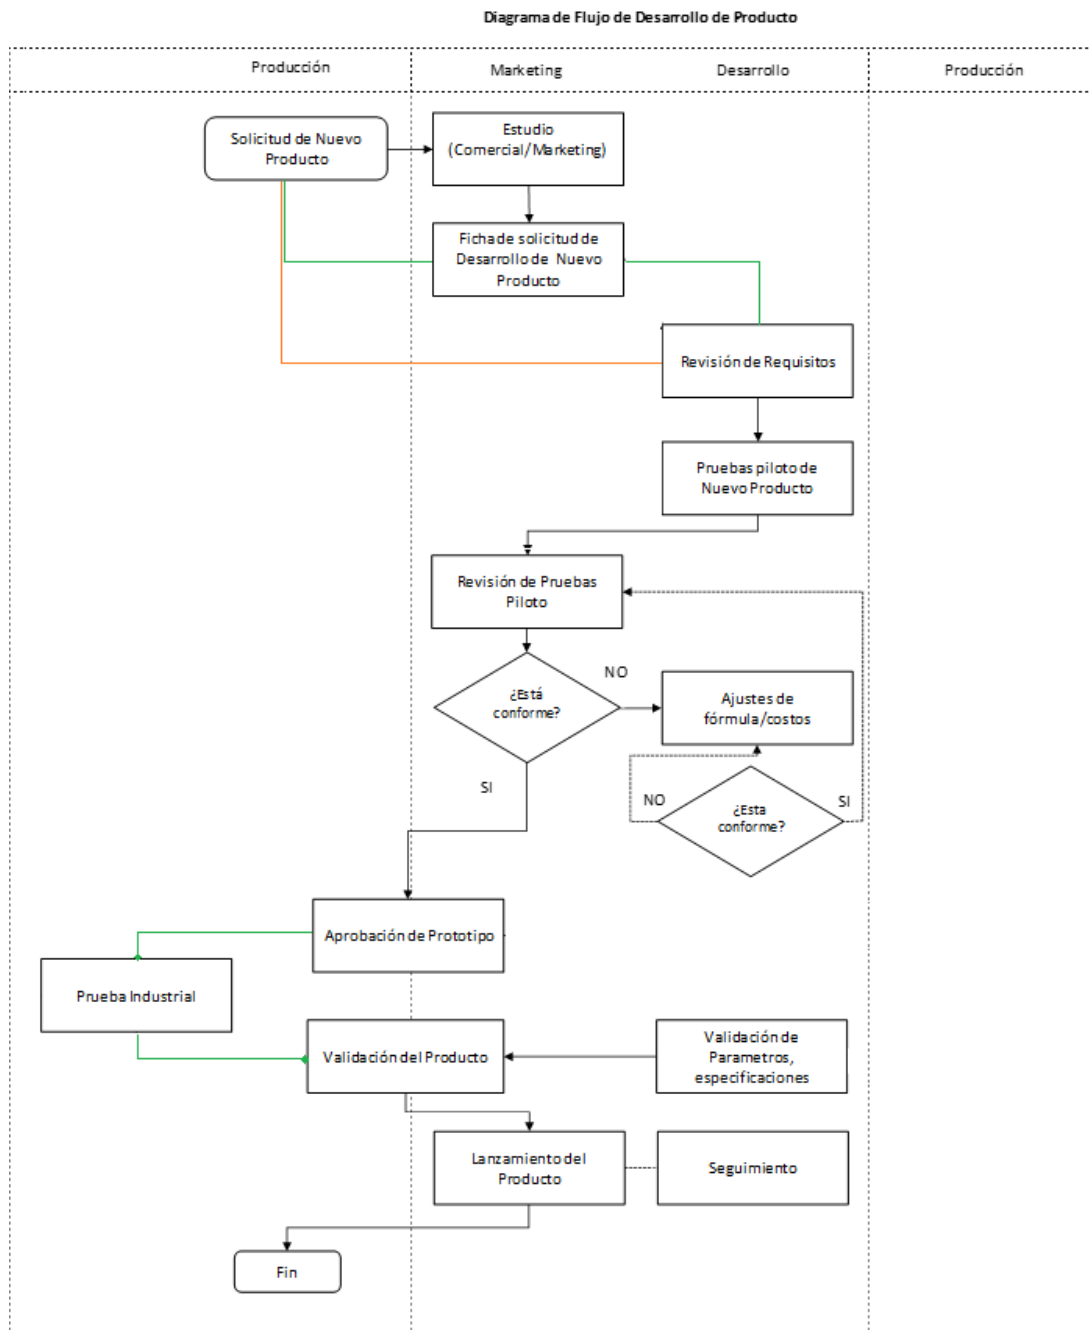 Diagrama de Flujo de Desarrollo de Producto
Producción
Marketing
Desarrollo
Producción
Solicitud de Nuevo
Producto
Estudio
(Comercial/Marketing)
Ficha de solicitud de
Desarrollo de Nuevo
Producto
Revisión de Requisitos
Pruebas piloto de
Nuevo Producto
Revisión de Pruebas
Piloto
¿Está
conforme?
NO
Ajustes de
fórmula/costos
SI
NO
¿Esta
conforme?
SI
Aprobación de Prototipo
Prueba Industrial
Validación del Producto
Validación de
Parametros,
especificaciones
Lanzamiento del
Producto
Seguimiento
Fin